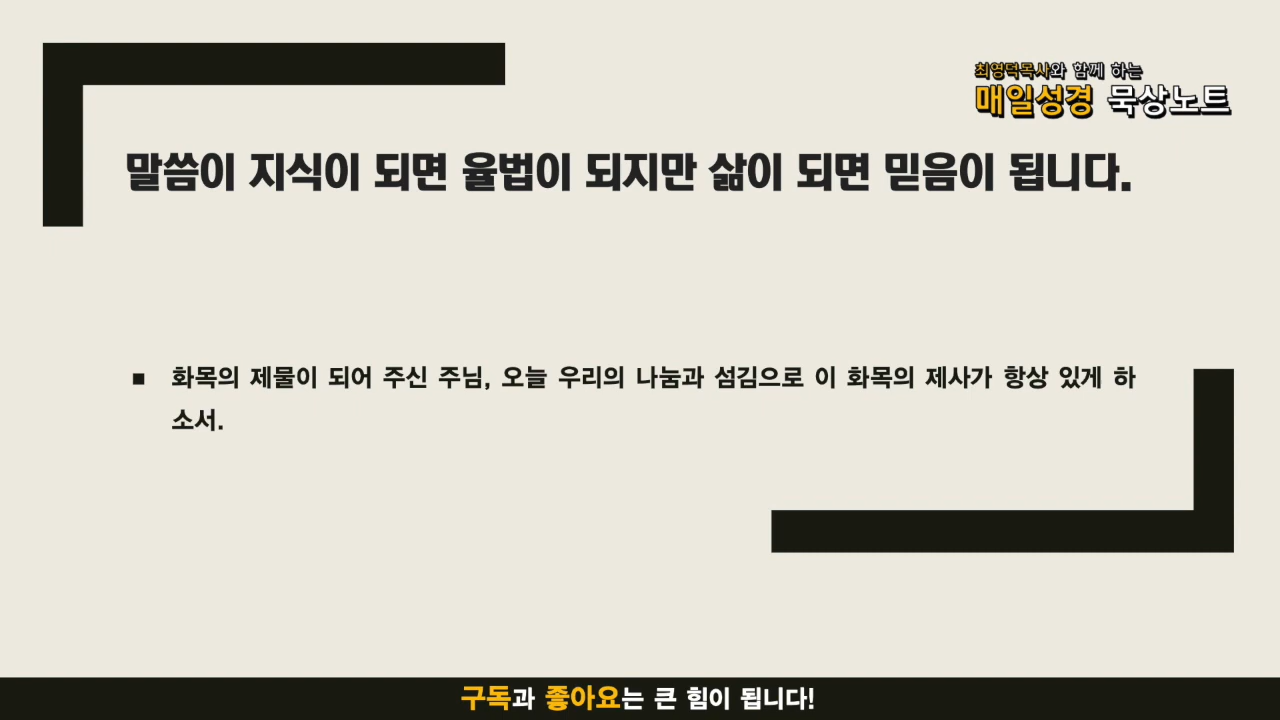 최영덕목사와 함께 하는
매일성경 묵상노트
말씀이 지식이 되면 율법이 되지만 삶이 되면 믿음이 됩니다.
■ 화목의 제물이 되어 주신 주님, 오늘 우리의 나눔과 섬김으로 이 화목의 제사가 항상 있게 하
소서.
구독과 좋아요는 큰 힘이 됩니다!